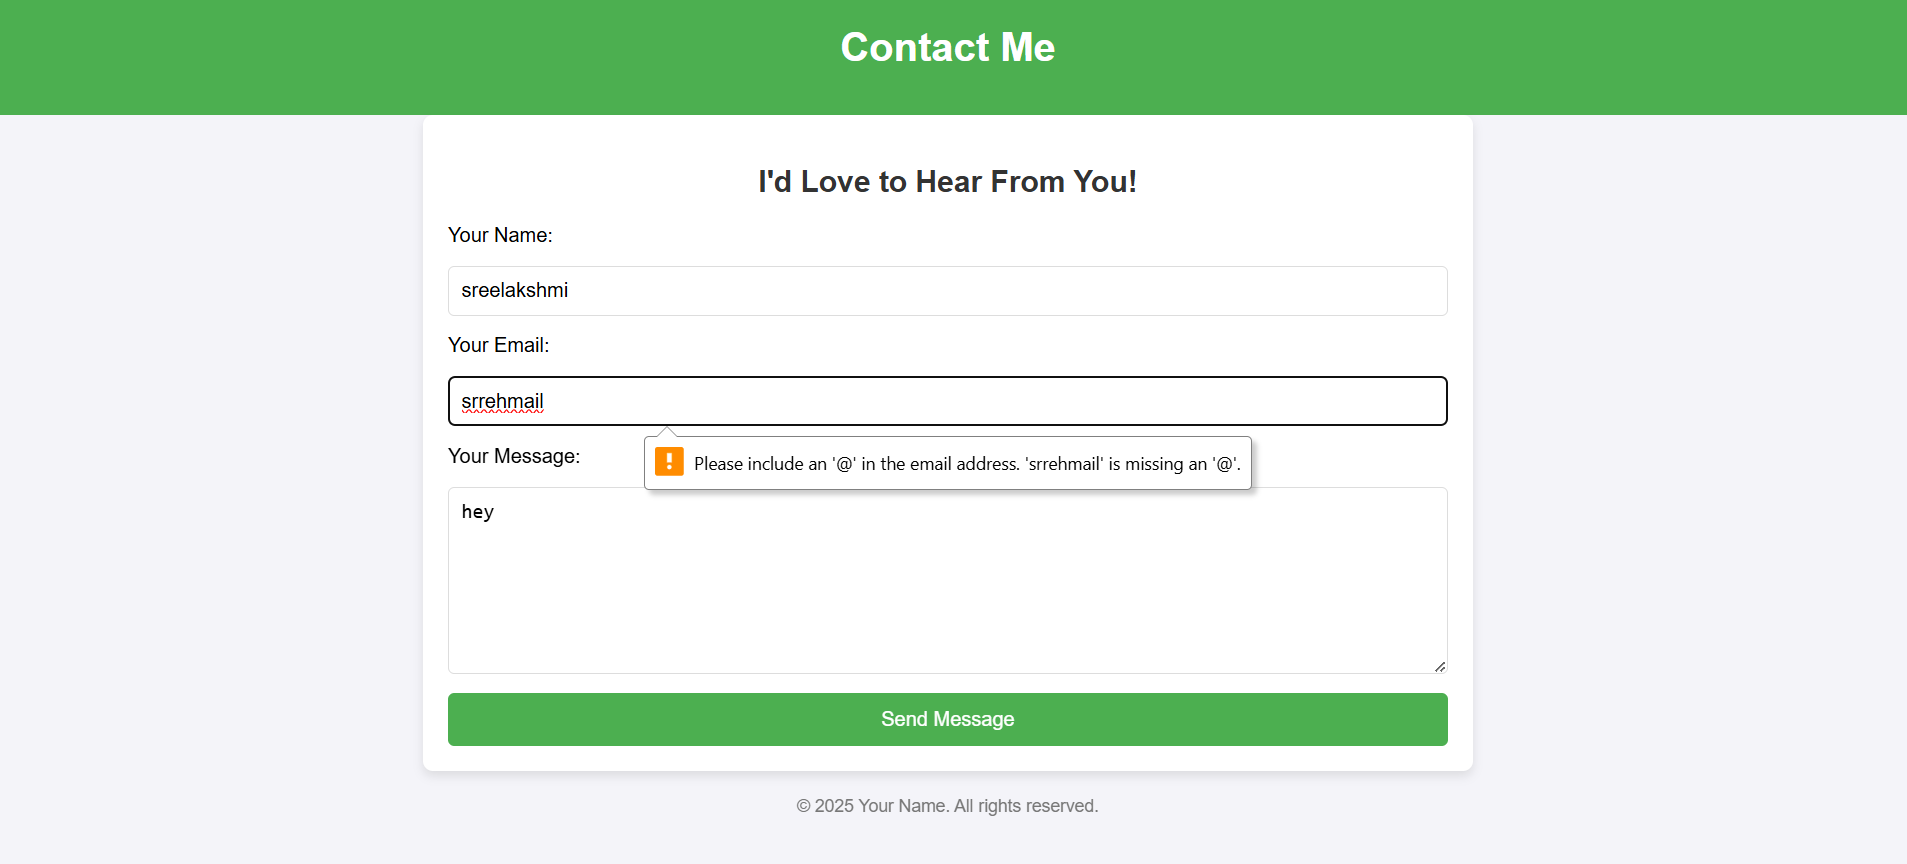 Contact Me
I'd Love to Hear From You!
Your Name:
sreelakshmi
Your Email:
srrehmail
Please include an '@' in the email address. 'srrehmail' is missing an '@'.
Your Message:
hey
Send Message
© 2025 Your Name. All rights reserved.